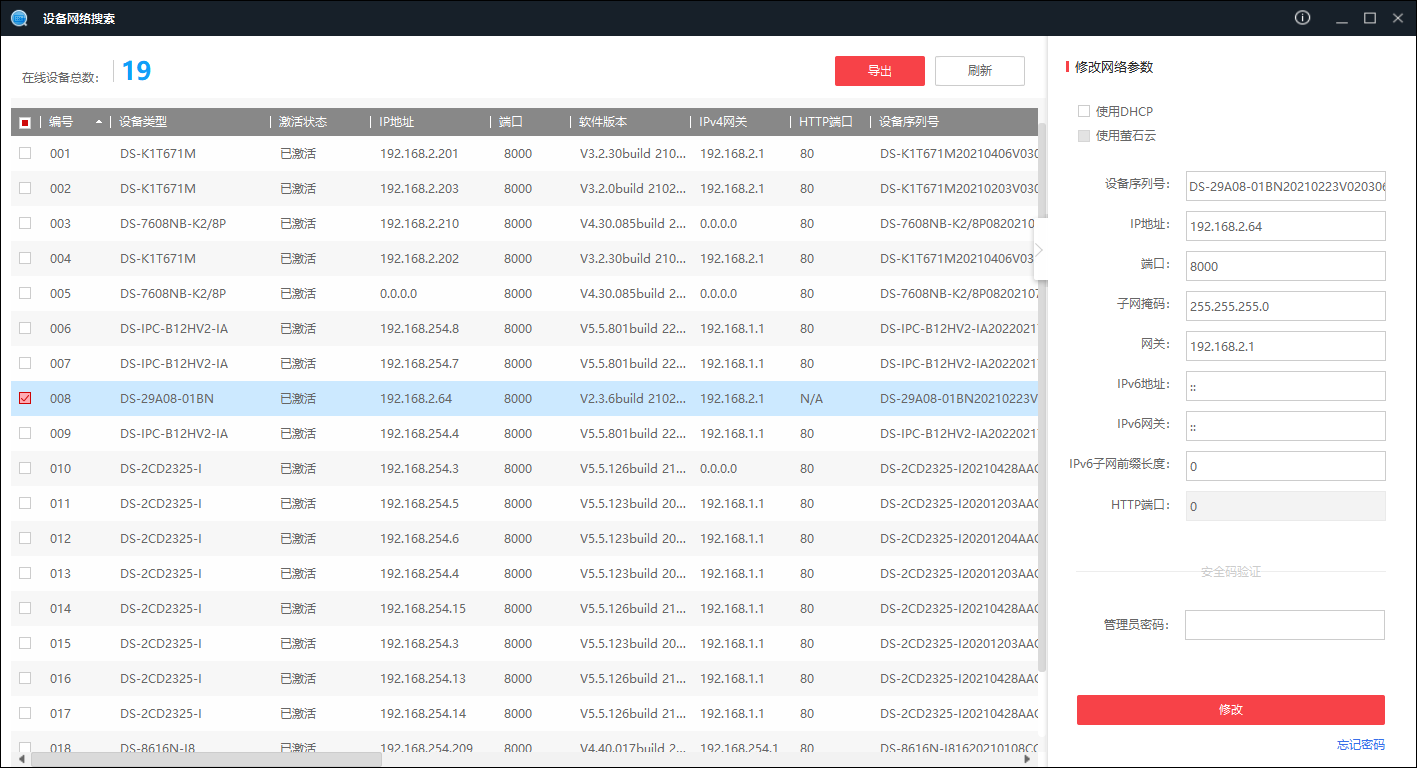 设备网络搜索
在线设备总数: 19 导出 刷新
编号 设备类型 激活状态 IP地址 端口 软件版本 IPv4网关 HTTP端口 设备序列号
001 DS-K1T671M 已激活 192.168.2.201 8000 V3.2.30build 210... 192.168.2.1 80 DS-K1T671M20210406V030
002 DS-K1T671M 已激活 192.168.2.203 8000 V3.2.0build 2102... 192.168.2.1 80 DS-K1T671M20210203V030
003 DS-7608NB-K2/8P 已激活 192.168.2.210 8000 V4.30.085build 2... 0.0.0.0 80 DS-7608NB-K2/8P0820210
004 DS-K1T671M 已激活 192.168.2.202 8000 V3.2.30build 210... 192.168.2.1 80 DS-K1T671M20210406V03
005 DS-7608NB-K2/8P 已激活 0.0.0.0 8000 V4.30.085build 2... 0.0.0.0 80 DS-7608NB-K2/8P08202107
006 DS-IPC-B12HV2-IA 已激活 192.168.254.8 8000 V5.5.801build 22... 192.168.1.1 80 DS-IPC-B12HV2-IA2022021
007 DS-IPC-B12HV2-IA 已激活 192.168.254.7 8000 V5.5.801build 22... 192.168.1.1 80 DS-IPC-B12HV2-IA2022021
008 DS-29A08-01BN 已激活 192.168.2.64 8000 V2.3.6build 2102... 192.168.2.1 N/A DS-29A08-01BN20210223V
009 DS-IPC-B12HV2-IA 已激活 192.168.254.4 8000 V5.5.801build 22... 192.168.1.1 80 DS-IPC-B12HV2-IA2022021
010 DS-2CD2325-I 已激活 192.168.254.3 8000 V5.5.126build 21... 0.0.0.0 80 DS-2CD2325-I20210428AAC
011 DS-2CD2325-I 已激活 192.168.254.5 8000 V5.5.123build 20... 192.168.1.1 80 DS-2CD2325-I20201203AAC
012 DS-2CD2325-I 已激活 192.168.254.6 8000 V5.5.123build 20... 192.168.1.1 80 DS-2CD2325-I20201204AAC
013 DS-2CD2325-I 已激活 192.168.254.4 8000 V5.5.123build 20... 192.168.1.1 80 DS-2CD2325-I20201203AAC
014 DS-2CD2325-I 已激活 192.168.254.15 8000 V5.5.126build 21... 192.168.1.1 80 DS-2CD2325-I20210428AAC
015 DS-2CD2325-I 已激活 192.168.254.3 8000 V5.5.123build 20... 192.168.1.1 80 DS-2CD2325-I20201203AAC
016 DS-2CD2325-I 已激活 192.168.254.13 8000 V5.5.126build 21... 192.168.1.1 80 DS-2CD2325-I20210428AAC
017 DS-2CD2325-I 已激活 192.168.254.14 8000 V5.5.126build 21... 192.168.1.1 80 DS-2CD2325-I20210428AAC
018 DS-8616N-I8 已激活 192.168.254.209 8000 V4.40.017build 2... 192.168.254.1 80 DS-8616N-I81620210108CC
修改网络参数
使用DHCP
使用萤石云
设备序列号: DS-29A08-01BN20210223V020306
IP地址: 192.168.2.64
端口: 8000
子网掩码: 255.255.255.0
网关: 192.168.2.1
IPv6地址: ::
IPv6网关: ::
IPv6子网前缀长度: 0
HTTP端口: 0
安全码验证
管理员密码:
修改
忘记密码